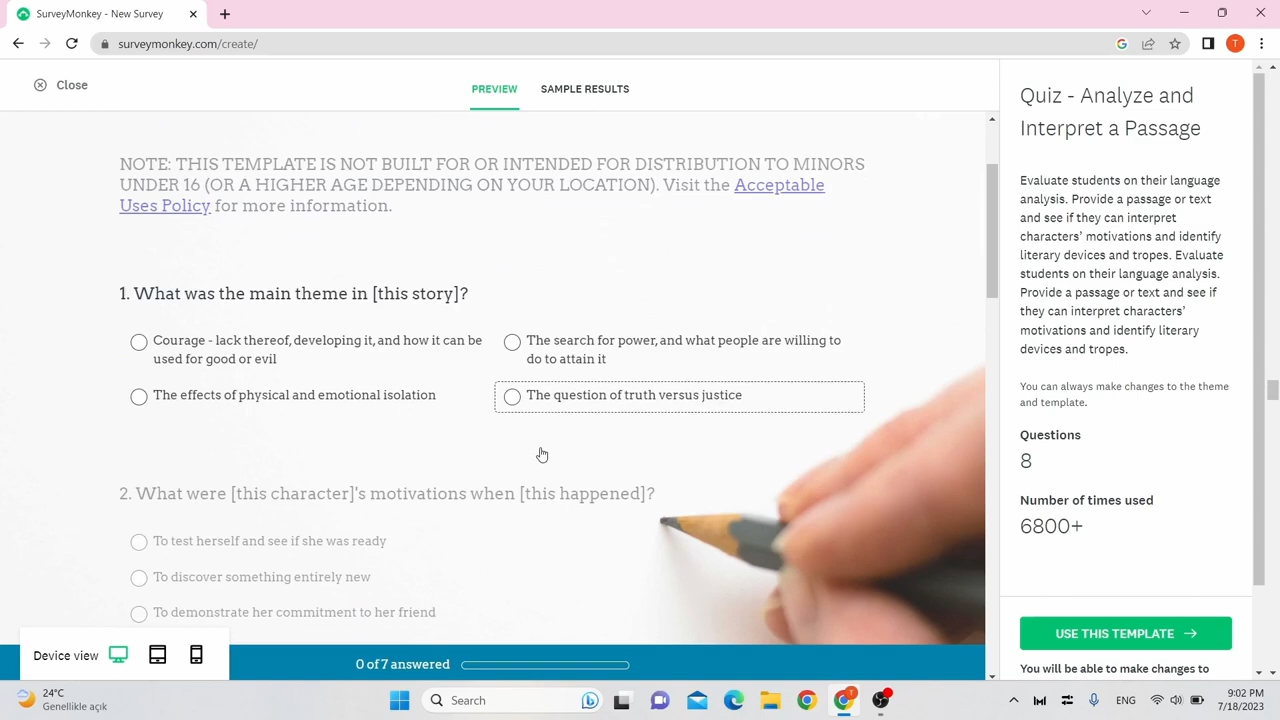 SurveyMonkey - New Survey
surveymonkey.com/create/
T
Close
PREVIEW
SAMPLE RESULTS
NOTE: THIS TEMPLATE IS NOT BUILT FOR OR INTENDED FOR DISTRIBUTION TO MINORS
UNDER 16 (OR A HIGHER AGE DEPENDING ON YOUR LOCATION). Visit the Acceptable
Uses Policy for more information.
1. What was the main theme in [this story]?
Courage - lack thereof, developing it, and how it can be
used for good or evil
The search for power, and what people are willing to
do to attain it
The effects of physical and emotional isolation
The question of truth versus justice
2. What were [this character]'s motivations when [this happened]?
To test herself and see if she was ready
To discover something entirely new
To demonstrate her commitment to her friend
Device view
0 of 7 answered
Quiz - Analyze and
Interpret a Passage
Evaluate students on their language
analysis. Provide a passage or text
and see if they can interpret
characters' motivations and identify
literary devices and tropes. Evaluate
students on their language analysis.
Provide a passage or text and see if
they can interpret characters'
motivations and identify literary
devices and tropes.
You can always make changes to the theme
and template.
Questions
8
Number of times used
6800+
USE THIS TEMPLATE
You will be able to make changes to
24°C
Genellikle açık
Search
T
ENG
9:02 PM
7/18/2023